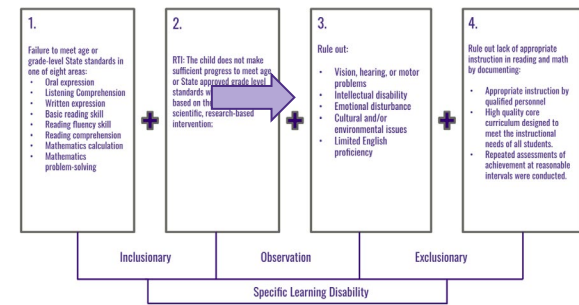 1.
Failure to meet age or
grade-level State standards in
one of eight areas:
• Oral expression
• Listening Comprehension
• Written expression
• Basic reading skill
• Reading fluency skill
• Reading comprehension
• Mathematics calculation
• Mathematics
problem-solving
2.
RTI: The child does not make
sufficient progress to meet age
or State approved grade level
standards
based on
scientific, research-based
intervention:
3.
Rule out:
• Vision, hearing, or motor
problems
• Intellectual disability
• Emotional disturbance
• Cultural and/or
environmental issues
• Limited English
proficiency
4.
Rule out lack of appropriate
instruction in reading and math
by documenting:
• Appropriate instruction by
qualified personnel
• High quality core
curriculum designed to
meet the instructional
needs of all students.
• Repeated assessments of
achievement at reasonable
intervals were conducted.
Inclusionary
Observation
Exclusionary
Specific Learning Disability